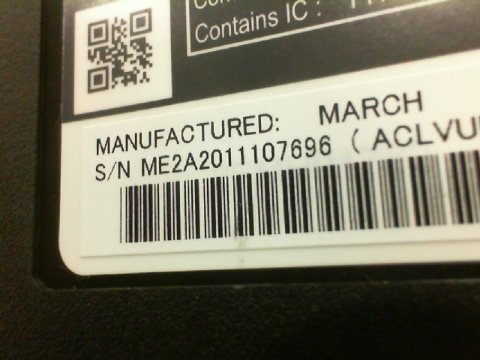 Contains IC :
MANUFACTURED: MARCH
S/N ME2A2011107696 ( ACLVU